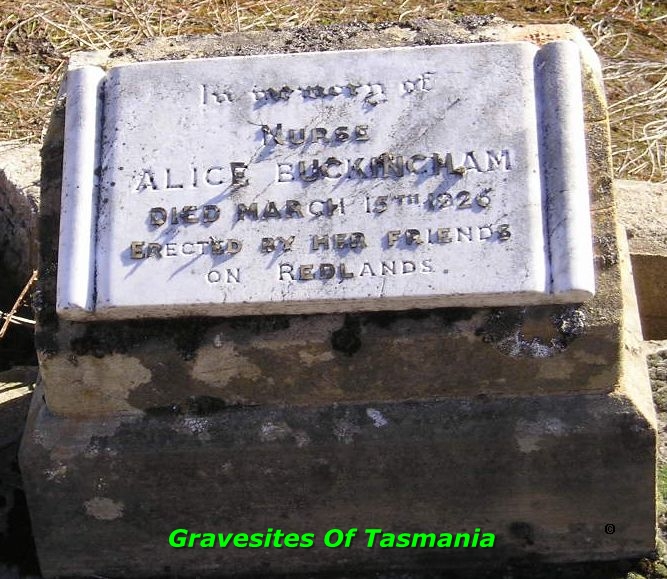 In memory of
NURSE
ALICE BUCKINGHAM
DIED MARCH 15TH 1926
ERECTED BY HER FRIENDS
ON REDLANDS.
Gravesites Of Tasmania
©